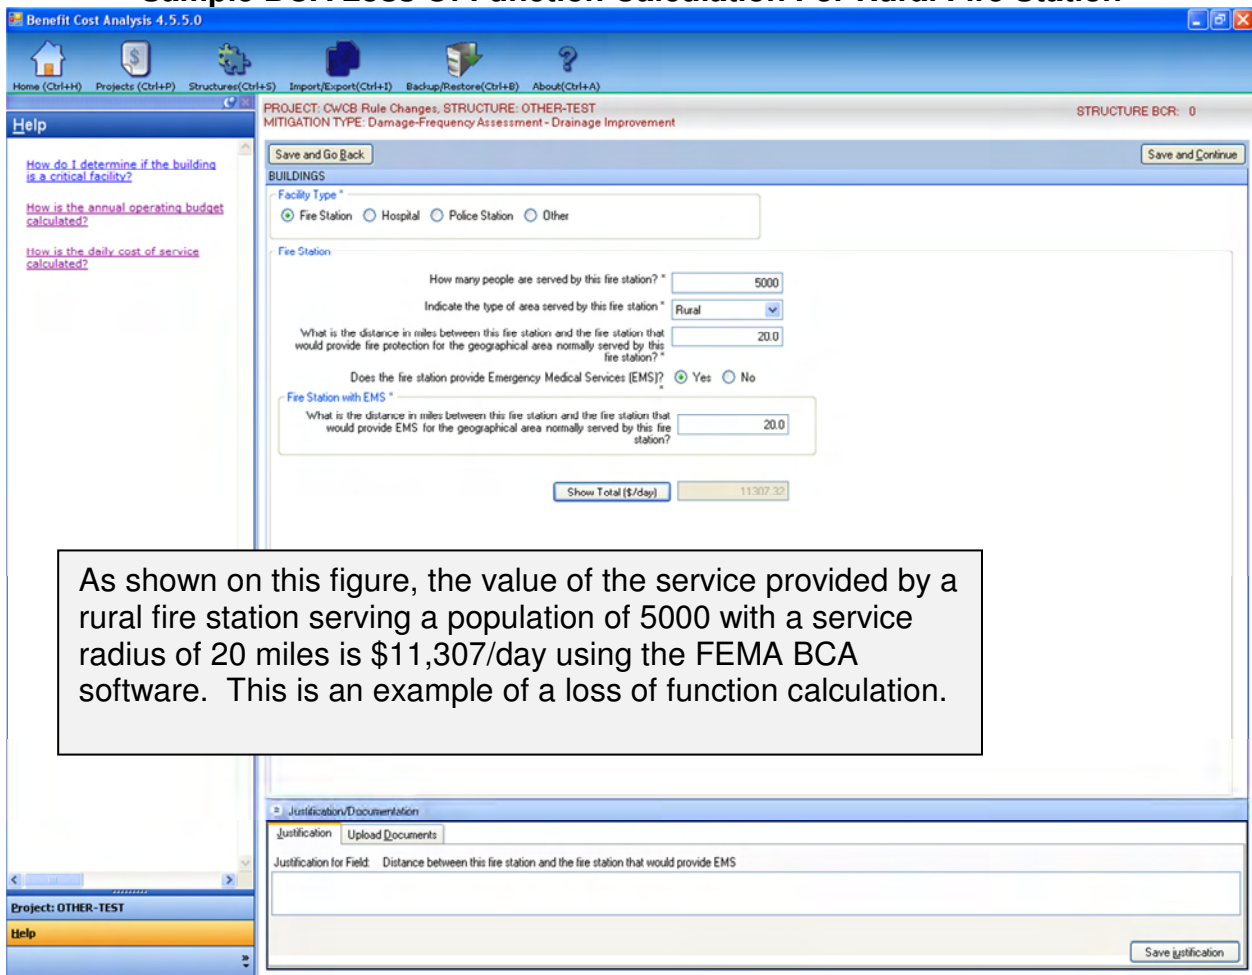 Sample BCA Loss Of Function Calculation For Rural Fire Station
Benefit Cost Analysis 4.5.5.0
Home (Ctrl+H) Projects (Ctrl+P) Structures(Ctrl+S) Import/Export(Ctrl+I) Backup/Restore(Ctrl+B) About(Ctrl+A)
Help
How do I determine if the building
is a critical facility?
How is the annual operating budget
calculated?
How is the daily cost of service
calculated?
PROJECT: CWCB Rule Changes, STRUCTURE: OTHER-TEST
MITIGATION TYPE: Damage-Frequency Assessment - Drainage Improvement
STRUCTURE BCR: 0
Save and Go Back
Save and Continue
BUILDINGS
Facility Type *
Fire Station Hospital Police Station Other
Fire Station
How many people are served by this fire station? * 5000
Indicate the type of area served by this fire station * Rural
What is the distance in miles between this fire station and the fire station that
would provide fire protection for the geographical area normally served by this
fire station? *
20.0
Does the fire station provide Emergency Medical Services (EMS)? Yes No
*
Fire Station with EMS *
What is the distance in miles between this fire station and the fire station that
would provide EMS for the geographical area normally served by this fire
station?
20.0
Show Total ($/day) 11307.32
As shown on this figure, the value of the service provided by a
rural fire station serving a population of 5000 with a service
radius of 20 miles is $11,307/day using the FEMA BCA
software. This is an example of a loss of function calculation.
Justification/Documentation
Justification Upload Documents
Justification for Field: Distance between this fire station and the fire station that would provide EMS
Save justification
Project: OTHER-TEST
Help